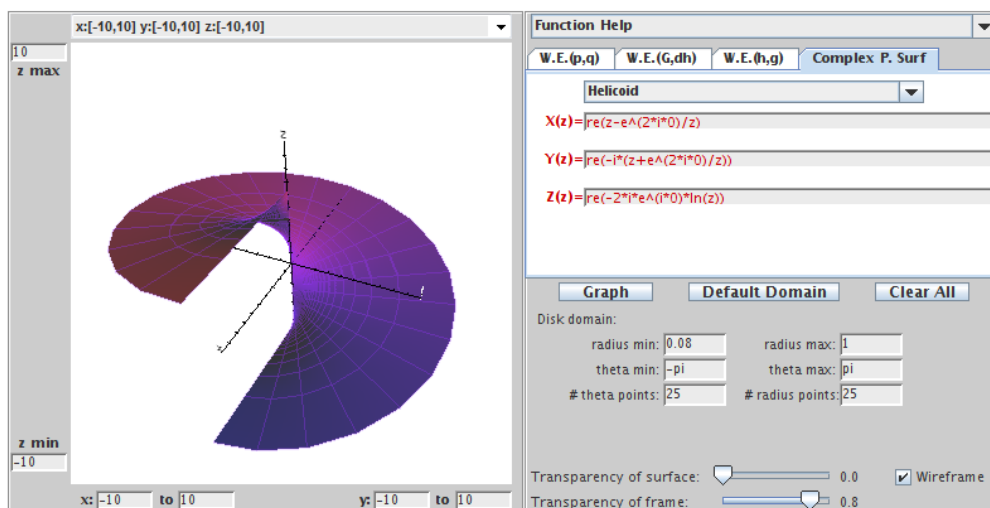 x:[-10,10] y:[-10,10] z:[-10,10]
10
z max
z
z min
-10
x: -10 to 10 y: -10 to 10
Function Help
W.E.(p,q) W.E.(G,dh) W.E.(h,g) Complex P. Surf
Helicoid
X(z)= re(z-e^(2*i*0)/z)
Y(z)= re(-i*(z+e^(2*i*0)/z))
Z(z)= re(-2*i*e^(i*0)*ln(z))
Graph Default Domain Clear All
Disk domain:
radius min: 0.08 radius max: 1
theta min: -pi theta max: pi
# theta points: 25 # radius points: 25
Transparency of surface: 0.0 Wireframe
Transparency of frame: 0.8